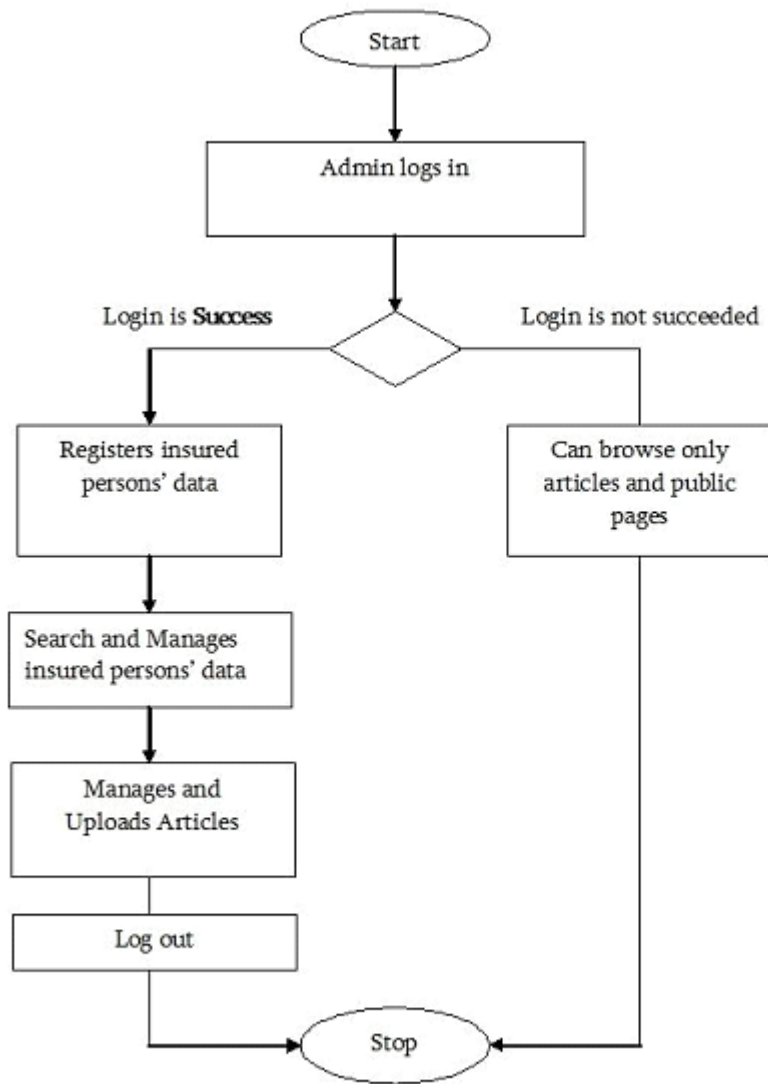 Start
Admin logs in
Login is Success
Login is not succeeded
Registers insured
persons’ data
Can browse only
articles and public
pages
Search and Manages
insured persons’ data
Manages and
Uploads Articles
Log out
Stop